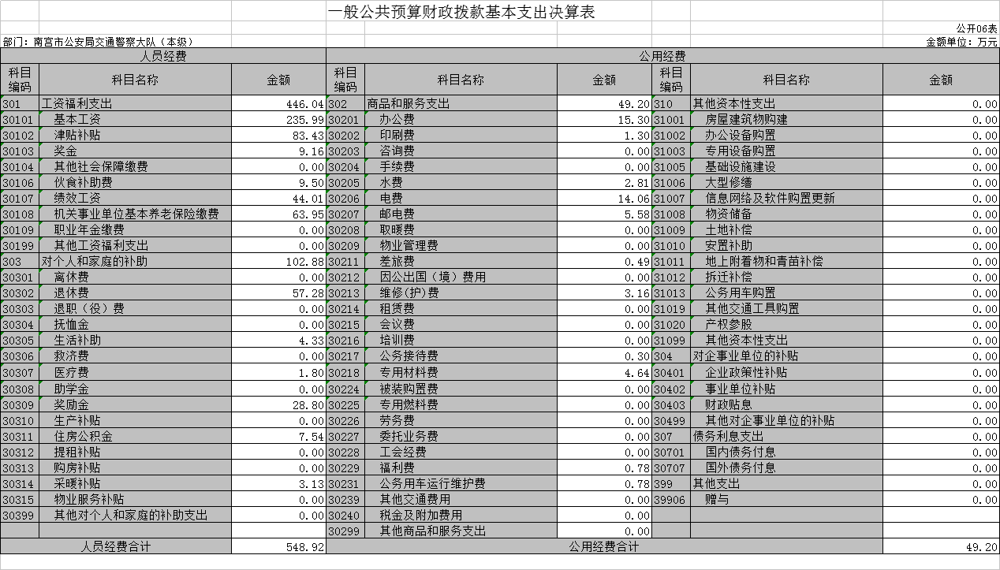 一般公共预算财政拨款基本支出决算表
公开06表
部门：南宫市公安局交通警察大队（本级） 金额单位：万元
人员经费 公用经费
科目编码 科目名称 金额 科目编码 科目名称 金额 科目编码 科目名称 金额
301 工资福利支出 446.04 302 商品和服务支出 49.20 310 其他资本性支出 0.00
30101 基本工资 235.99 30201 办公费 15.30 31001 房屋建筑物购建 0.00
30102 津贴补贴 83.43 30202 印刷费 1.30 31002 办公设备购置 0.00
30103 奖金 9.16 30203 咨询费 0.00 31003 专用设备购置 0.00
30104 其他社会保障缴费 0.00 30204 手续费 0.00 31005 基础设施建设 0.00
30106 伙食补助费 9.50 30205 水费 2.81 31006 大型修缮 0.00
30107 绩效工资 44.01 30206 电费 14.06 31007 信息网络及软件购置更新 0.00
30108 机关事业单位基本养老保险缴费 63.95 30207 邮电费 5.58 31008 物资储备 0.00
30109 职业年金缴费 0.00 30208 取暖费 0.00 31009 土地补偿 0.00
30199 其他工资福利支出 0.00 30209 物业管理费 0.00 31010 安置补助 0.00
303 对个人和家庭的补助 102.88 30211 差旅费 0.49 31011 地上附着物和青苗补偿 0.00
30301 离休费 0.00 30212 因公出国（境）费用 0.00 31012 拆迁补偿 0.00
30302 退休费 57.28 30213 维修(护)费 3.16 31013 公务用车购置 0.00
30303 退职（役）费 0.00 30214 租赁费 0.00 31019 其他交通工具购置 0.00
30304 抚恤金 0.00 30215 会议费 0.00 31020 产权参股 0.00
30305 生活补助 4.33 30216 培训费 0.00 31099 其他资本性支出 0.00
30306 救济费 0.00 30217 公务接待费 0.30 304 对企事业单位的补贴 0.00
30307 医疗费 1.80 30218 专用材料费 4.64 30401 企业政策性补贴 0.00
30308 助学金 0.00 30224 被装购置费 0.00 30402 事业单位补贴 0.00
30309 奖励金 28.80 30225 专用燃料费 0.00 30403 财政贴息 0.00
30310 生产补贴 0.00 30226 劳务费 0.00 30499 其他对企事业单位的补贴 0.00
30311 住房公积金 7.54 30227 委托业务费 0.00 307 债务利息支出 0.00
30312 提租补贴 0.00 30228 工会经费 0.00 30701 国内债务付息 0.00
30313 购房补贴 0.00 30229 福利费 0.78 30707 国外债务付息 0.00
30314 采暖补贴 3.13 30231 公务用车运行维护费 0.78 399 其他支出 0.00
30315 物业服务补贴 0.00 30239 其他交通费用 0.00 39906 赠与 0.00
30399 其他对个人和家庭的补助支出 0.00 30240 税金及附加费用 0.00
30299 其他商品和服务支出 0.00
人员经费合计 548.92 公用经费合计 49.20